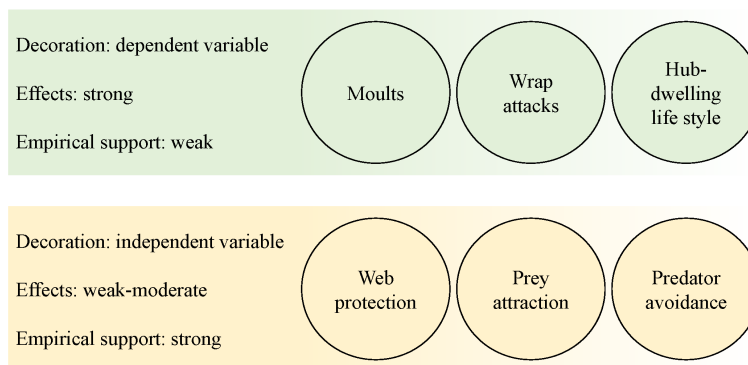 Decoration: dependent variable
Effects: strong
Empirical support: weak
Moults
Wrap
attacks
Hub-
dwelling
life style
Decoration: independent variable
Effects: weak-moderate
Empirical support: strong
Web
protection
Prey
attraction
Predator
avoidance